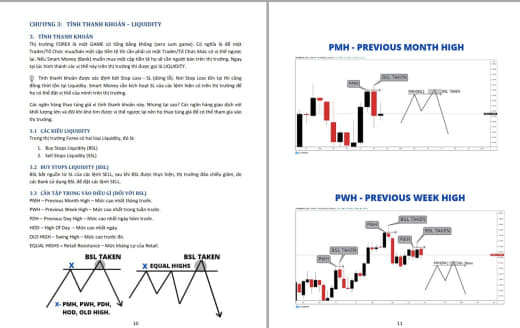 CHƯƠNG 3: TÍNH THANH KHOẢN – LIQUIDITY
3. TÍNH THANH KHOẢN
Thị trường FOREX là một GAME có tổng bằng không (zero sum game). Có nghĩa là để một
Trader/Tổ Chức mua/bán một cặp tiền tệ thì cần phải có một Trader/Tổ Chức khác có vị thế ngược
lại. Nếu Smart Money (Bank) muốn mua một cặp tiền tệ họ sẽ cần người bán trên thị trường. Ngay
tại lúc hình thành các vị thế này trên thị trường thì được gọi là LIQUIDITY.
Tính thanh khoản được xác định bởi Stop Loss - SL (dừng lỗ). Nơi Stop Loss tồn tại thì cũng
đồng thời tồn tại Liquidity. Smart Money cần kích hoạt SL của các lệnh hiện có trên thị trường để
họ có thể đặt vị thế của mình trên thị trường.
Các ngân hàng thao túng giá vì tính thanh khoản này. Nhưng tại sao? Các ngân hàng giao dịch với
khối lượng lớn và đôi khi khó tìm được vị thế ngược lại nên họ thao túng giá để có thể tham gia vào
thị trường.
3.1 CÁC KIỂU LIQUIDITY
Trong thị trường Forex có hai loại Liquidity, đó là:
1. Buy Stops Liquidity (BSL)
2. Sell Stops Liquidity (SSL)
3.2 BUY STOPS LIQUIDITY (BSL)
BSL bắt nguồn từ SL của các lệnh SELL, sau khi BSL được thực hiện, thị trường đảo chiều giảm, do
các Bank sử dụng BSL để đặt các lệnh SELL.
3.3 CẦN TẬP TRUNG VÀO ĐIỀU GÌ (ĐỐI VỚI BSL)
PMH – Previous Month High – Mức cao nhất tháng trước.
PWH – Previous Week High – Mức cao nhất trong tuần trước.
PDH – Previous Day High – Mức cao nhất ngày hôm trước.
HOD – High Of Day – Mức cao nhất ngày.
OLD HIGH – Swing High – Mức cao trước đó.
EQUAL HIGHS = Retail Resistance – Mức kháng cự của Retail.
X BSL TAKEN
X- PMH, PWH, PDH,
HOD, OLD HIGH.
X EQUAL HIGHS BSL TAKEN
10
PMH - PREVIOUS MONTH HIGH
PMH
BSL TAKEN
PWH - PREVIOUS WEEK HIGH
PWH
BSL TAKEN
PWH
BSL TAKEN
PWH
BSL TAKEN
11